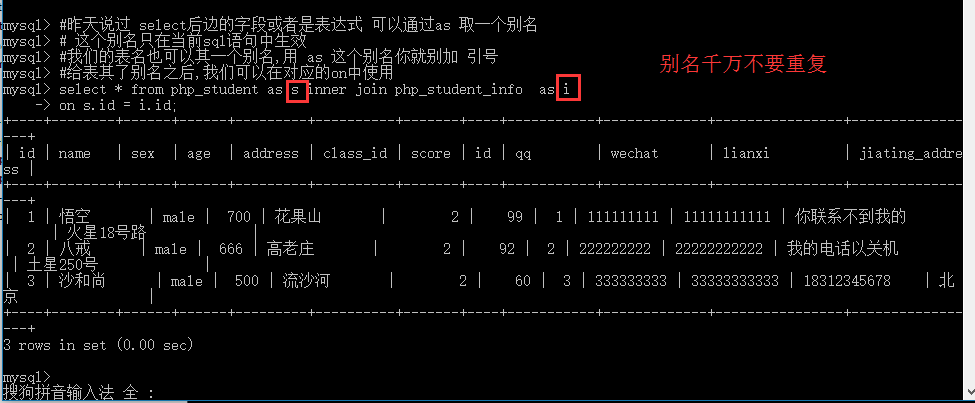 mysql> #昨天说过 select后边的字段或者是表达式 可以通过as 取一个别名
mysql> # 这个别名只在当前sql语句中生效
mysql> #我们的表名也可以其一个别名,用 as 这个别名你就别加 引号
mysql> #给表其了别名之后,我们可以在对应的on中使用
别名千万不要重复
mysql> select * from php_student as s inner join php_student_info  as i
    -> on s.id = i.id;
+----+--------+------+------+---------+----------+-------+----+-----------+-------------+---------------+--------------
---+
| id | name | sex | age | address | class_id | score | id | qq | wechat | lianxi | jiating_addre
ss |
+----+--------+------+------+---------+----------+-------+----+-----------+-------------+---------------+--------------
---+
| 1 | 悟空 | male | 700 | 花果山 | 2 | 99 | 1 | 111111111 | 11111111111 | 你联系不到我的
| 火星18号路 |
| 2 | 八戒 | male | 666 | 高老庄 | 2 | 92 | 2 | 222222222 | 22222222222 | 我的电话以关机
| 土星250号 |
| 3 | 沙和尚 | male | 500 | 流沙河 | 2 | 60 | 3 | 333333333 | 33333333333 | 18312345678 | 北
京 |
+----+--------+------+------+---------+----------+-------+----+-----------+-------------+---------------+--------------
---+
3 rows in set (0.00 sec)
mysql>
搜狗拼音输入法 全 :